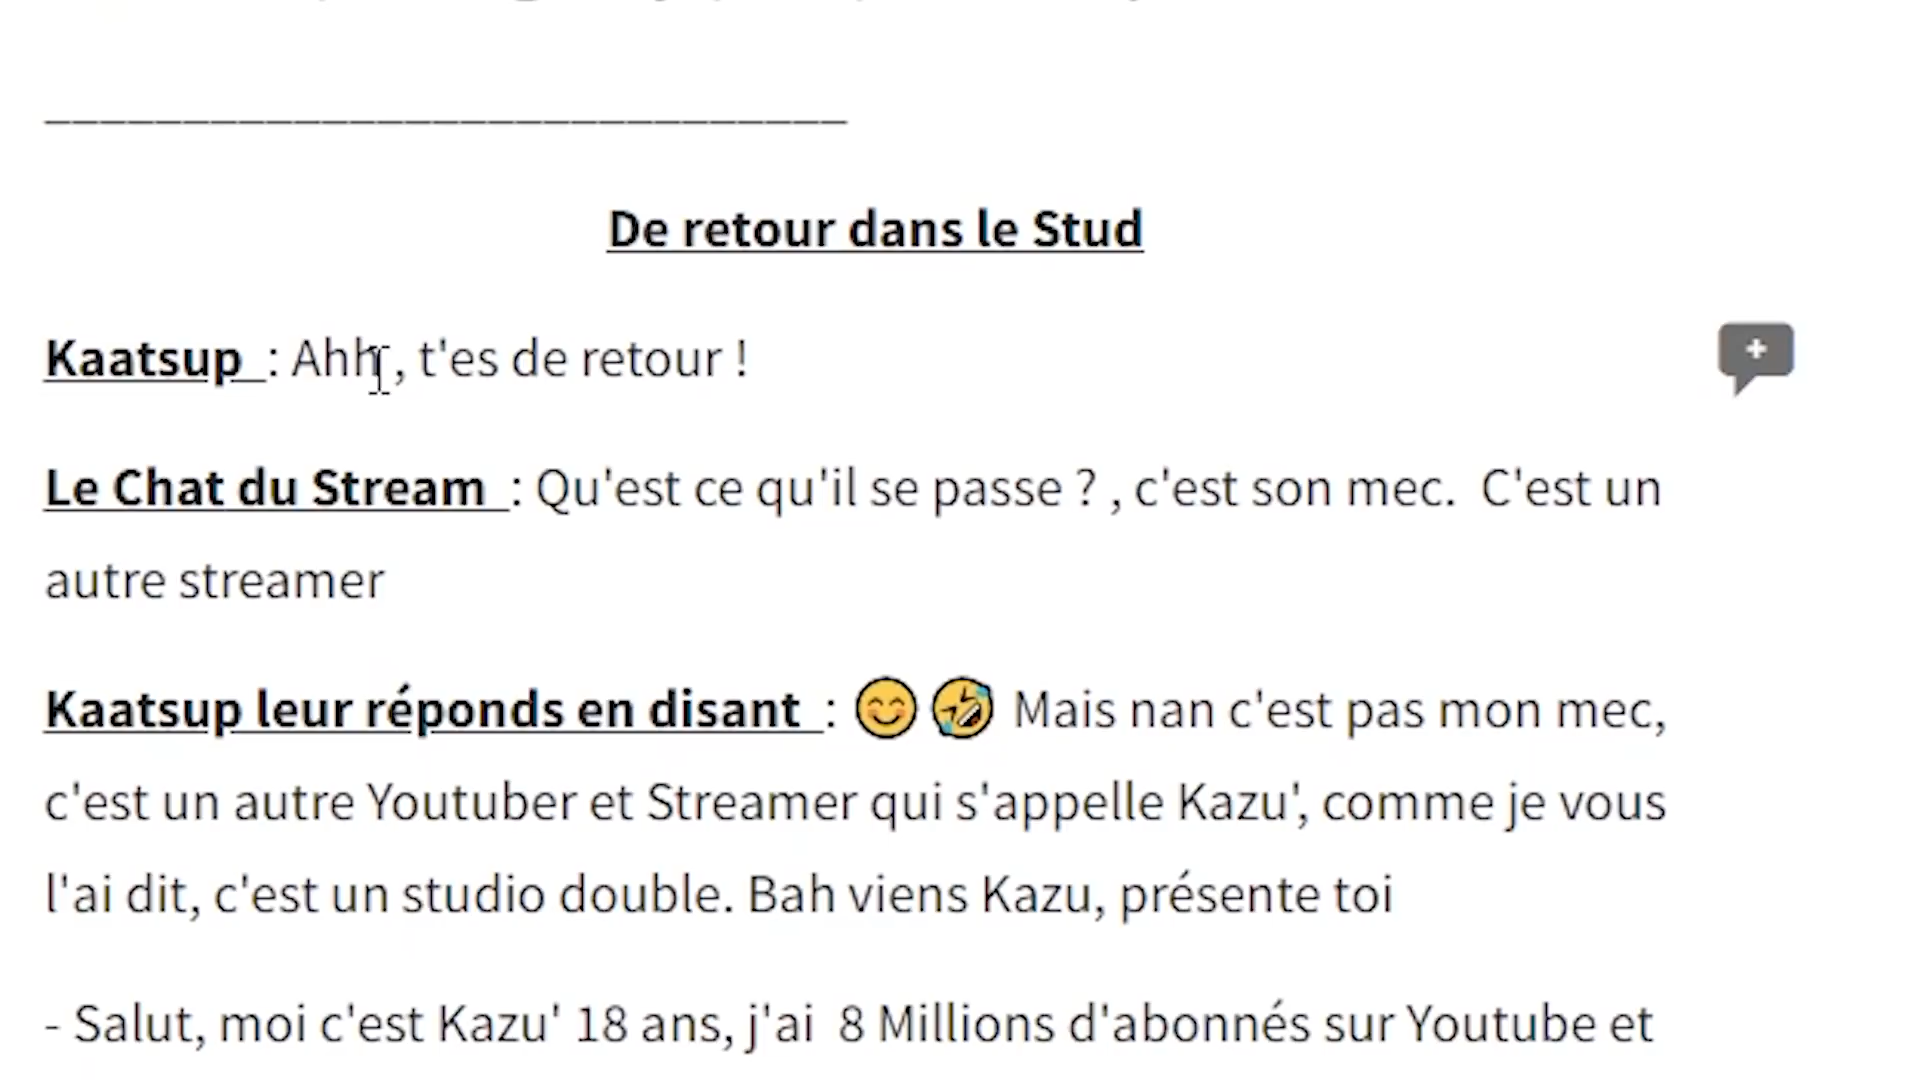 ______________________________
De retour dans le Stud
Kaatsup : Ahh , t'es de retour !
Le Chat du Stream : Qu'est ce qu'il se passe ? , c'est son mec.  C'est un
autre streamer
Kaatsup leur réponds en disant : 😊 🤣 Mais nan c'est pas mon mec,
c'est un autre Youtuber et Streamer qui s'appelle Kazu', comme je vous
l'ai dit, c'est un studio double. Bah viens Kazu, présente toi
- Salut, moi c'est Kazu' 18 ans, j'ai  8 Millions d'abonnés sur Youtube et